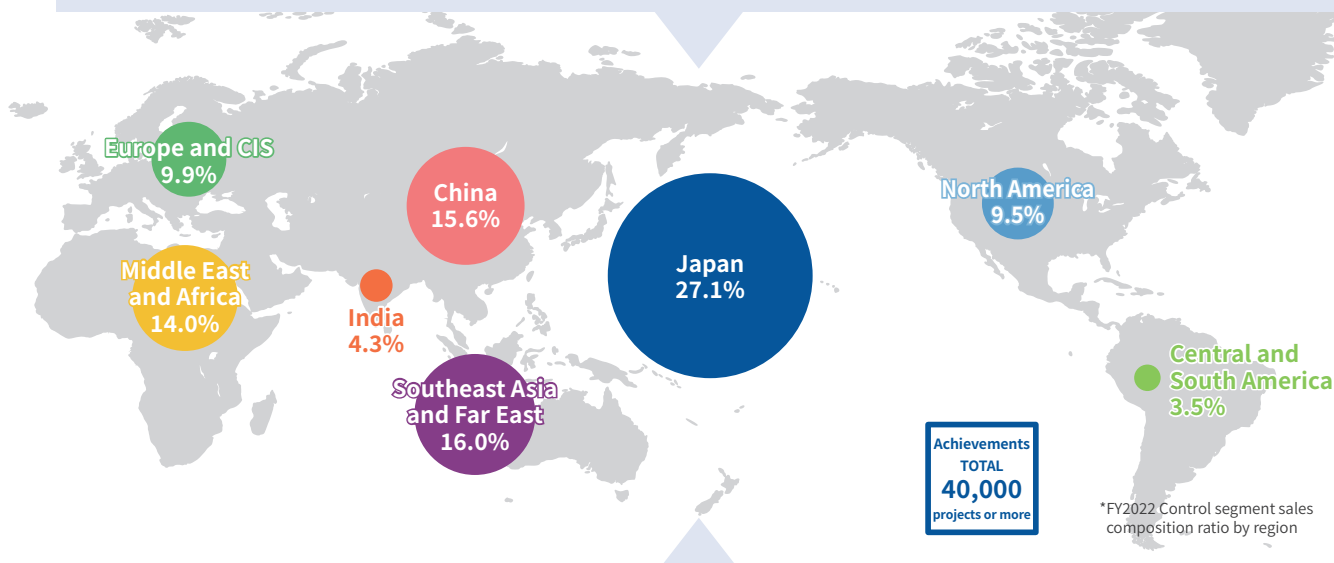 Europe and CIS
9.9%
China
15.6%
North America
9.5%
Japan
27.1%
Middle East
and Africa
14.0%
India
4.3%
Southeast Asia
and Far East
16.0%
Central and
South America
3.5%
Achievements
TOTAL
40,000
projects or more
*FY2022 Control segment sales
composition ratio by region